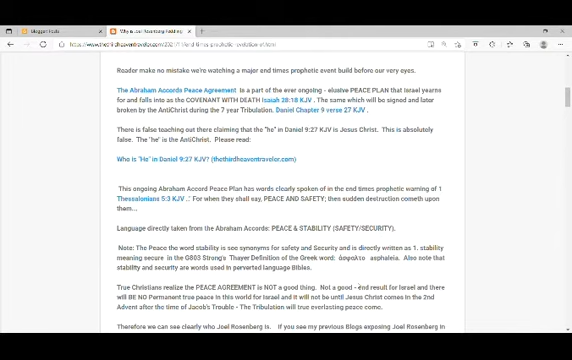 Blogger: Posts
Why is Joel Rosenberg Peddling
Reader make no mistake we're watching a major end times prophetic event build before our very eyes.
The Abraham Accords Peace Agreement is a part of the ever ongoing - elusive PEACE PLAN that Israel yearns
for and falls into as the COVENANT WITH DEATH Isaiah 28:18 KJV . The same which will be signed and later
broken by the AntiChrist during the 7 year Tribulation. Daniel Chapter 9 verse 27 KJV .
There is false teaching out there claiming that the "he" in Daniel 9:27 KJV is Jesus Christ. This is absolutely
false. The "he" is the AntiChrist. Please read:
Who is "He" in Daniel 9:27 KJV? (thethirdheaventraveler.com)
This ongoing Abraham Accord Peace Plan has words clearly spoken of in the end times prophetic warning of 1
Thessalonians 5:3 KJV .: For when they shall say, PEACE AND SAFETY; then sudden destruction cometh upon
them...
Language directly taken from the Abraham Accords: PEACE & STABILITY (SAFETY/SECURITY).
Note: The Peace the word stability is see synonyms for safety and Security and is directly written as 1. stability
meaning secure in the G803 Strong's Thayer Definition of the Greek word: asphaleia. Also note that
stability and security are words used in perverted language Bibles.
True Christians realize the PEACE AGREEMENT is NOT a good thing. Not a good - end result for Israel and there
will BE NO Permanent true peace in this world for Israel and it will not be until Jesus Christ comes in the 2nd
Advent after the time of Jacob's Trouble - The Tribulation will true everlasting peace come.
Therefore we can see clearly who Joel Rosenberg is. If you see my previous Blogs exposing Joel Rosenberg in